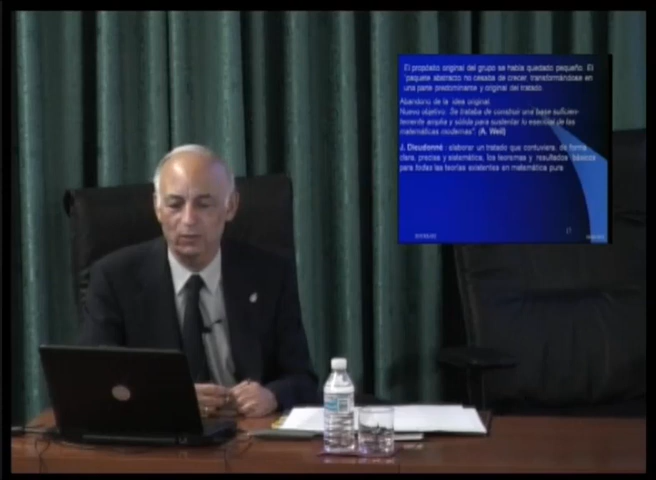 El propósito original del grupo se había quedado pequeño. El
"paquete abstracto no cesaba de crecer, transformándose en
una parte predominante y original del tratado
Abandono de la idea original
Nuevo objetivo: Se trataba de construir una base suficien-
temente amplia y sólida para sustentar lo esencial de las
matemáticas modernas". (A. Weil)
J. Dieudonné : elaborar un tratado que contuviera, de forma
clara, precisa y sistemática, los teoremas y resultados básicos
para todas las teorías existentes en matemática pura